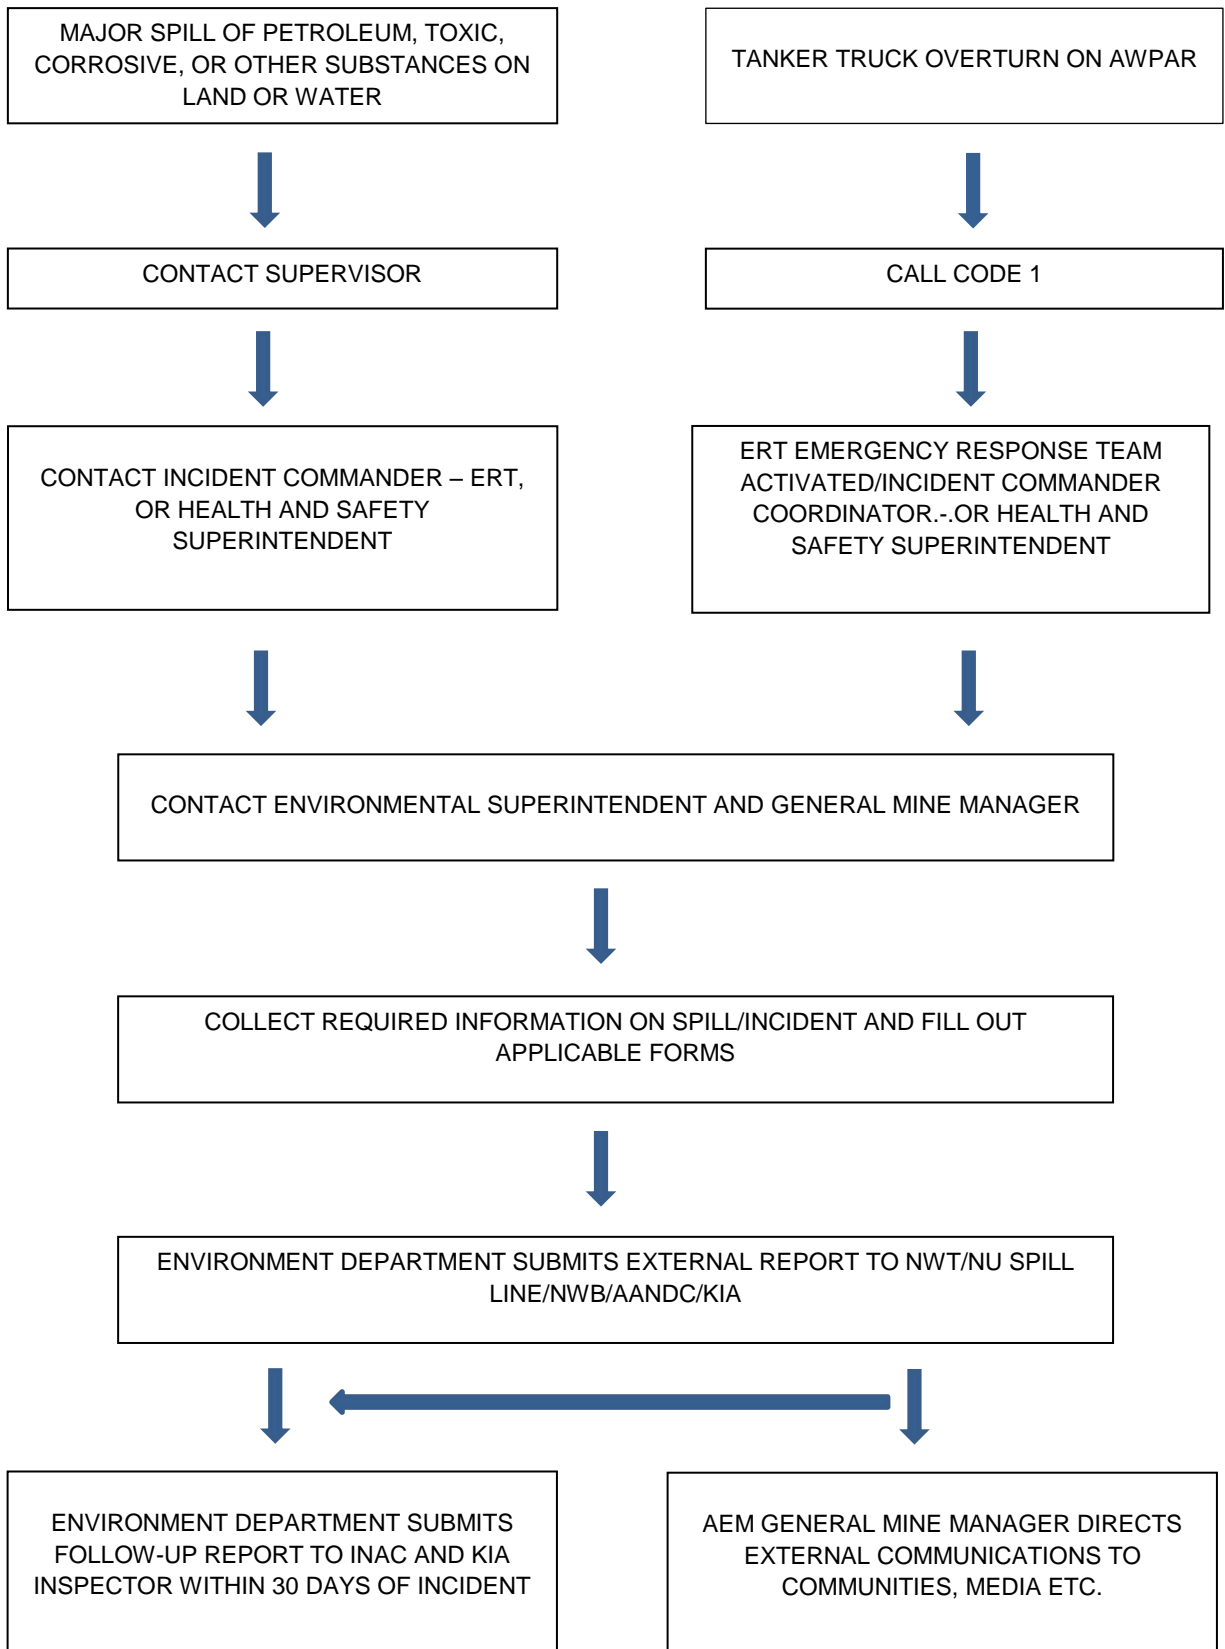 MAJOR SPILL OF PETROLEUM, TOXIC,
CORROSIVE, OR OTHER SUBSTANCES ON
LAND OR WATER
TANKER TRUCK OVERTURN ON AWPAR
CONTACT SUPERVISOR
CALL CODE 1
CONTACT INCIDENT COMMANDER – ERT,
OR HEALTH AND SAFETY
SUPERINTENDENT
ERT EMERGENCY RESPONSE TEAM
ACTIVATED/INCIDENT COMMANDER
COORDINATOR.-.OR HEALTH AND
SAFETY SUPERINTENDENT
CONTACT ENVIRONMENTAL SUPERINTENDENT AND GENERAL MINE MANAGER
COLLECT REQUIRED INFORMATION ON SPILL/INCIDENT AND FILL OUT
APPLICABLE FORMS
ENVIRONMENT DEPARTMENT SUBMITS EXTERNAL REPORT TO NWT/NU SPILL
LINE/NWB/AANDC/KIA
ENVIRONMENT DEPARTMENT SUBMITS
FOLLOW-UP REPORT TO INAC AND KIA
INSPECTOR WITHIN 30 DAYS OF INCIDENT
AEM GENERAL MINE MANAGER DIRECTS
EXTERNAL COMMUNICATIONS TO
COMMUNITIES, MEDIA ETC.